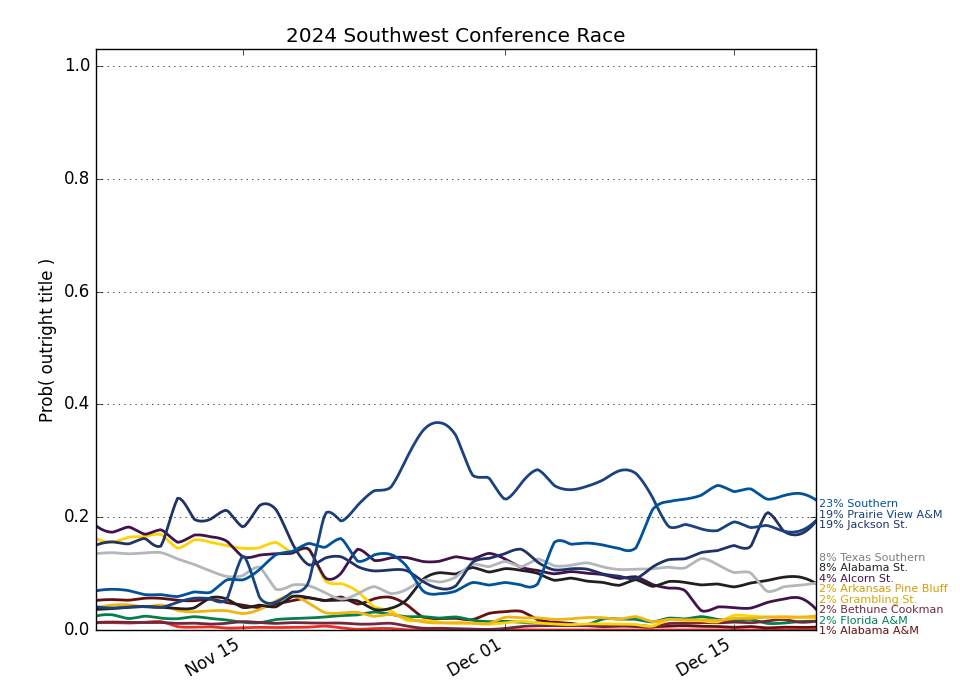 2024 Southwest Conference Race
1.0
0.8
0.6
0.4
0.2
0.0
Prob( outright title )
23% Southern
19% Prairie View A&M
19% Jackson St.
8% Texas Southern
8% Alabama St.
4% Alcorn St.
2% Arkansas Pine Bluff
2% Grambling St.
2% Bethune Cookman
2% Florida A&M
1% Alabama A&M
Nov 15
Dec 01
Dec 15